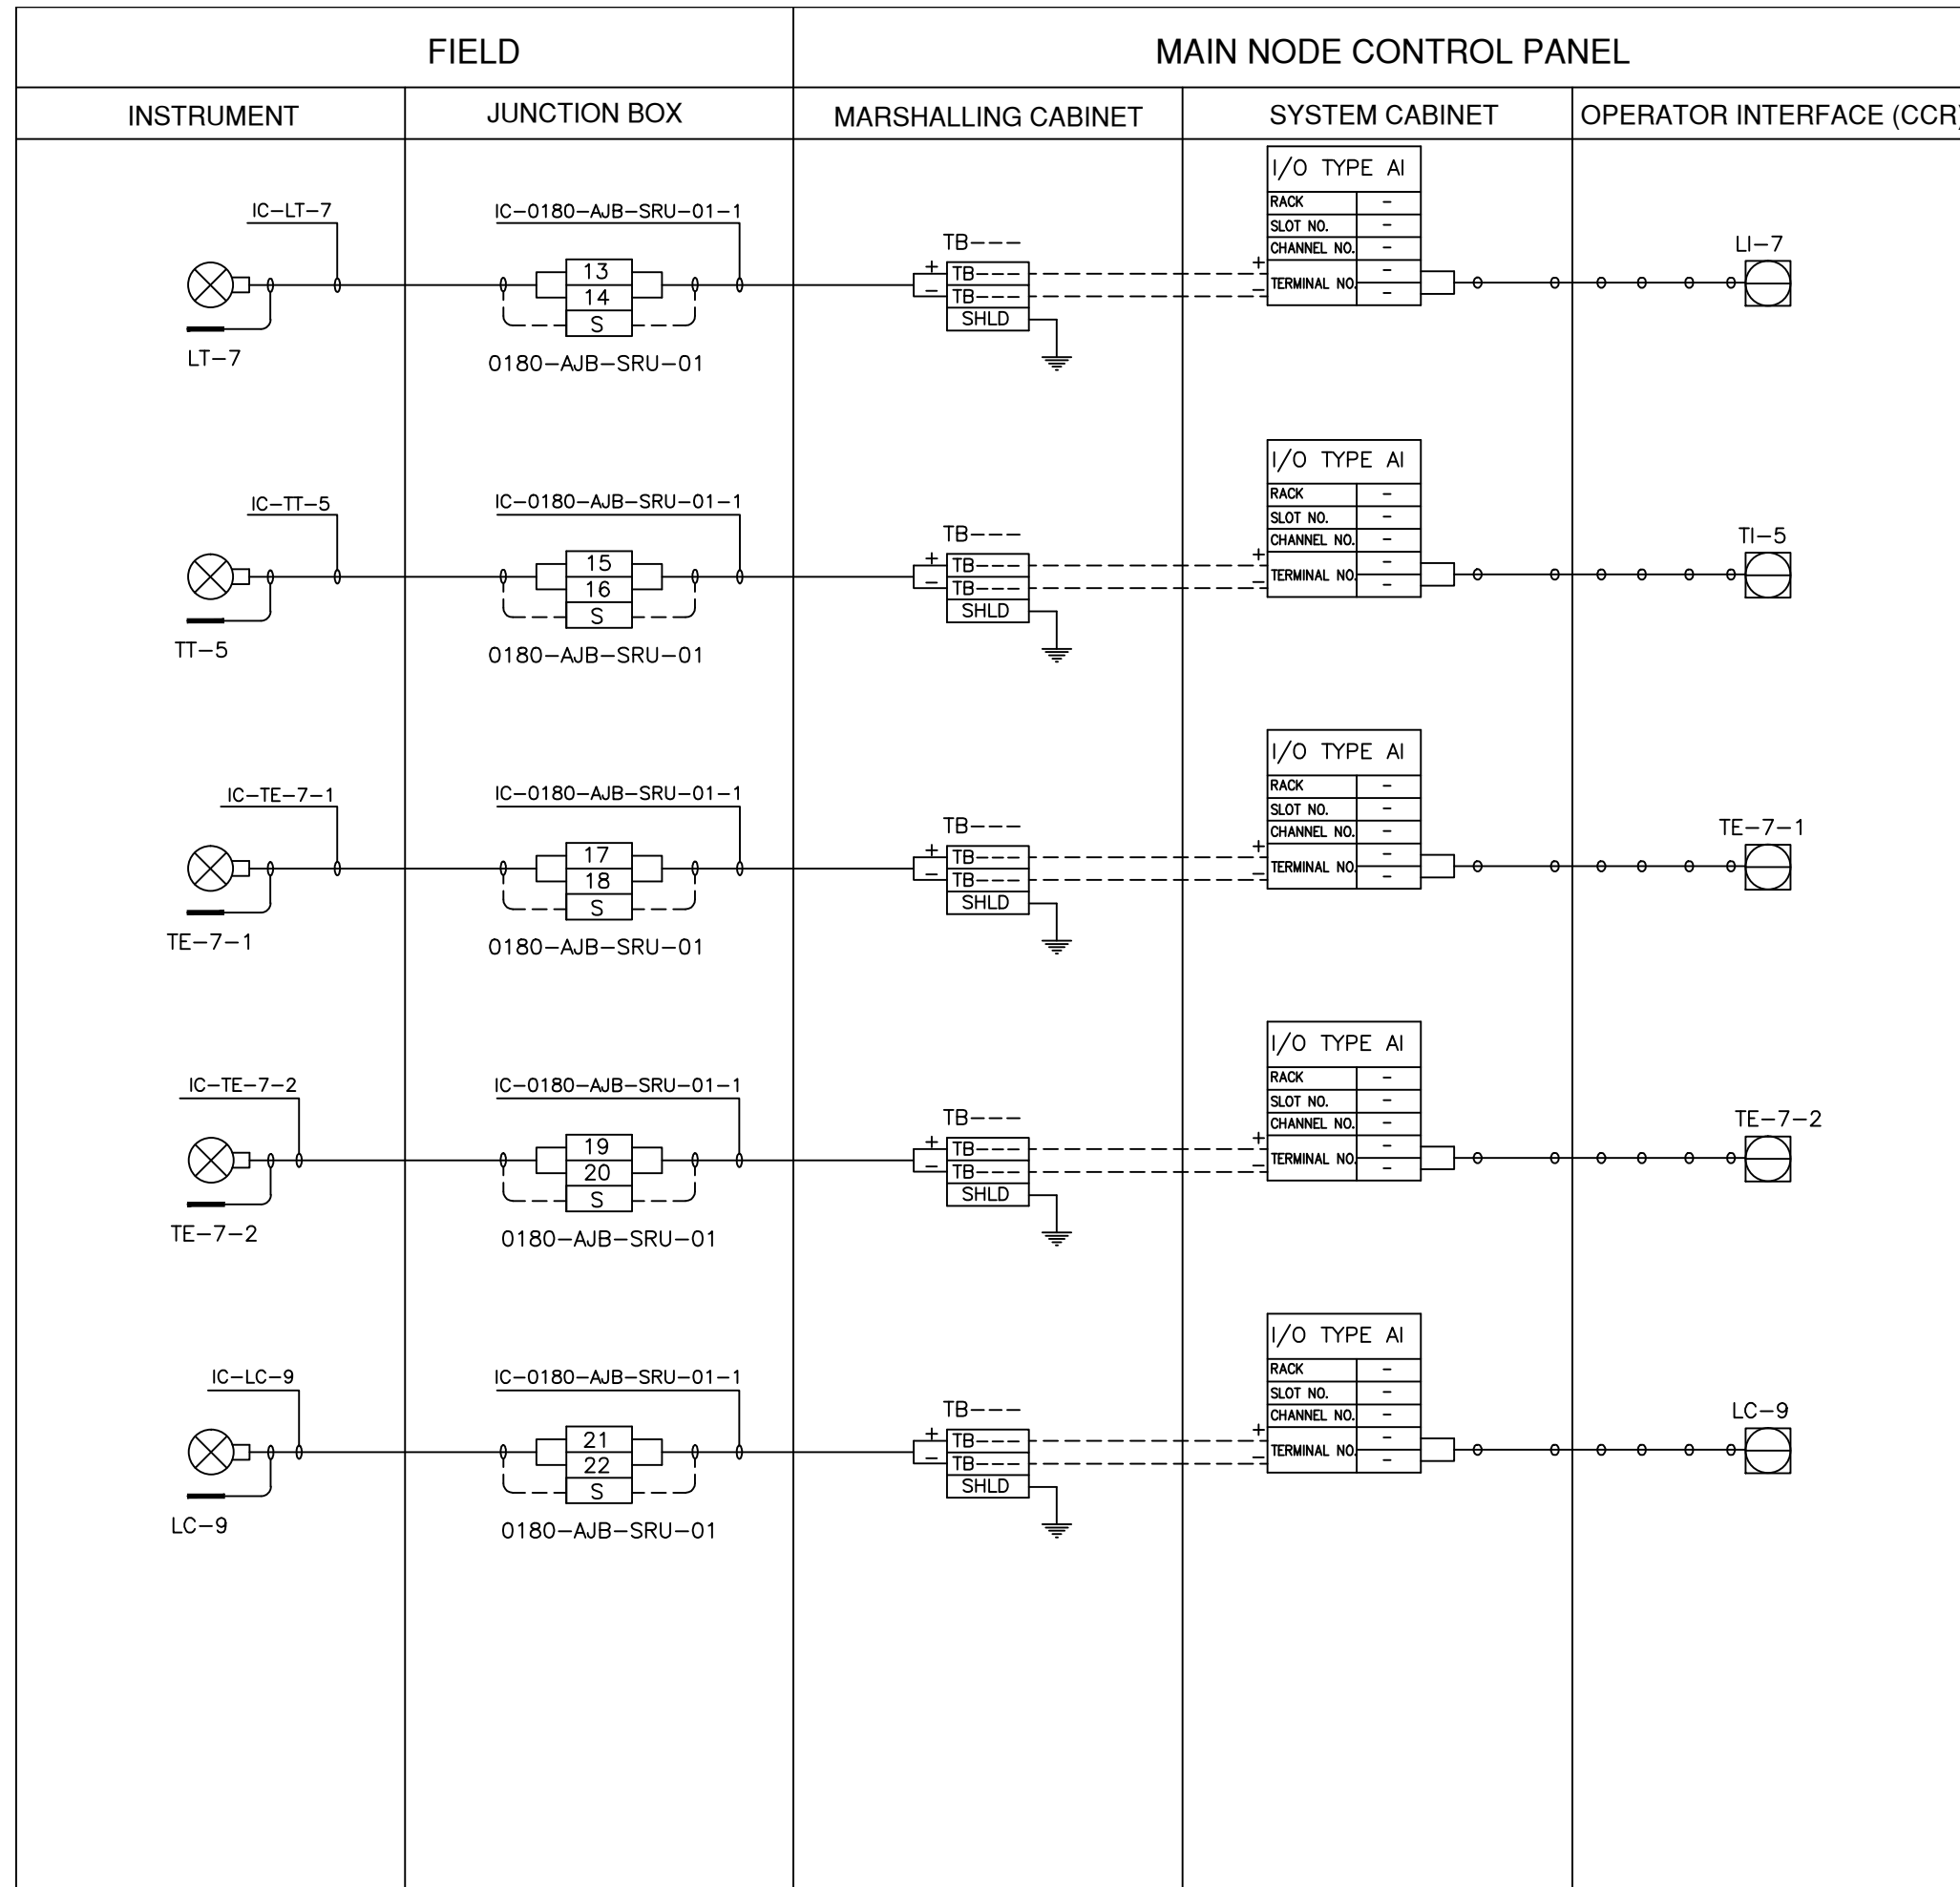 FIELD
MAIN NODE CONTROL PANEL
INSTRUMENT
JUNCTION BOX
MARSHALLING CABINET
SYSTEM CABINET
OPERATOR INTERFACE (CCR)
IC-LT-7
LT-7
IC-0180-AJB-SRU-01-1
13
14
S
0180-AJB-SRU-01
TB---
+ TB----
- TB----
SHLD
I/O TYPE AI
RACK -
SLOT NO. -
CHANNEL NO. -
+ -
TERMINAL NO.
- -
LI-7
IC-TT-5
TT-5
IC-0180-AJB-SRU-01-1
15
16
S
0180-AJB-SRU-01
TB---
+ TB----
- TB----
SHLD
I/O TYPE AI
RACK -
SLOT NO. -
CHANNEL NO. -
+ -
TERMINAL NO.
- -
TI-5
IC-TE-7-1
TE-7-1
IC-0180-AJB-SRU-01-1
17
18
S
0180-AJB-SRU-01
TB---
+ TB----
- TB----
SHLD
I/O TYPE AI
RACK -
SLOT NO. -
CHANNEL NO. -
+ -
TERMINAL NO.
- -
TE-7-1
IC-TE-7-2
TE-7-2
IC-0180-AJB-SRU-01-1
19
20
S
0180-AJB-SRU-01
TB---
+ TB----
- TB----
SHLD
I/O TYPE AI
RACK -
SLOT NO. -
CHANNEL NO. -
+ -
TERMINAL NO.
- -
TE-7-2
IC-LC-9
LC-9
IC-0180-AJB-SRU-01-1
21
22
S
0180-AJB-SRU-01
TB---
+ TB----
- TB----
SHLD
I/O TYPE AI
RACK -
SLOT NO. -
CHANNEL NO. -
+ -
TERMINAL NO.
- -
LC-9